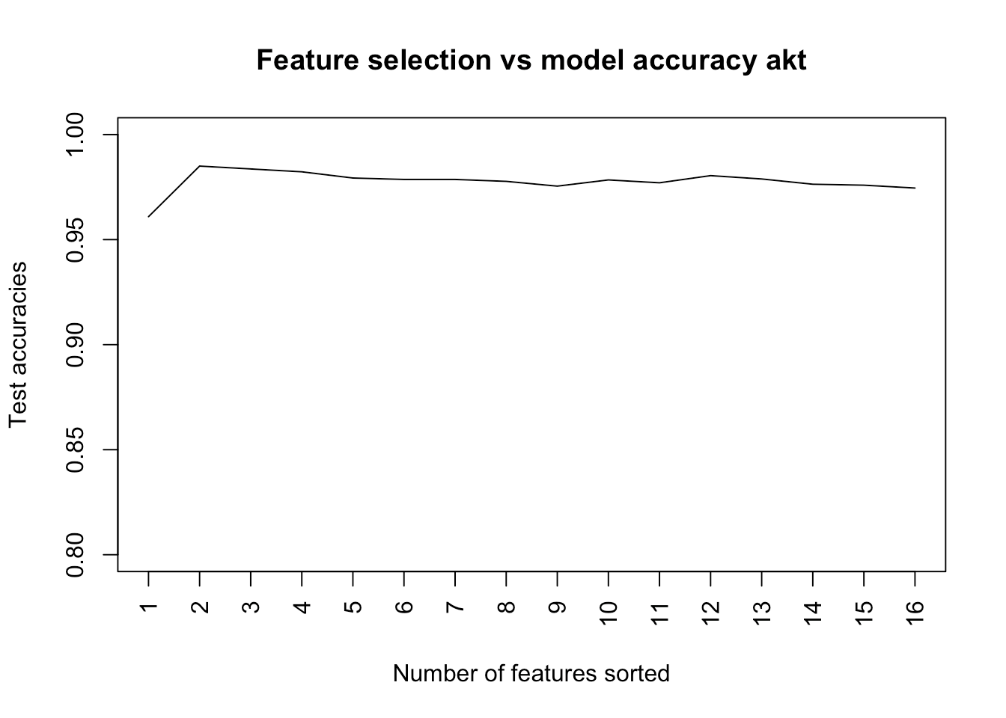 Feature selection vs model accuracy akt
Test accuracies
1.00
0.95
0.90
0.85
0.80
1 2 3 4 5 6 7 8 9 10 11 12 13 14 15 16
Number of features sorted